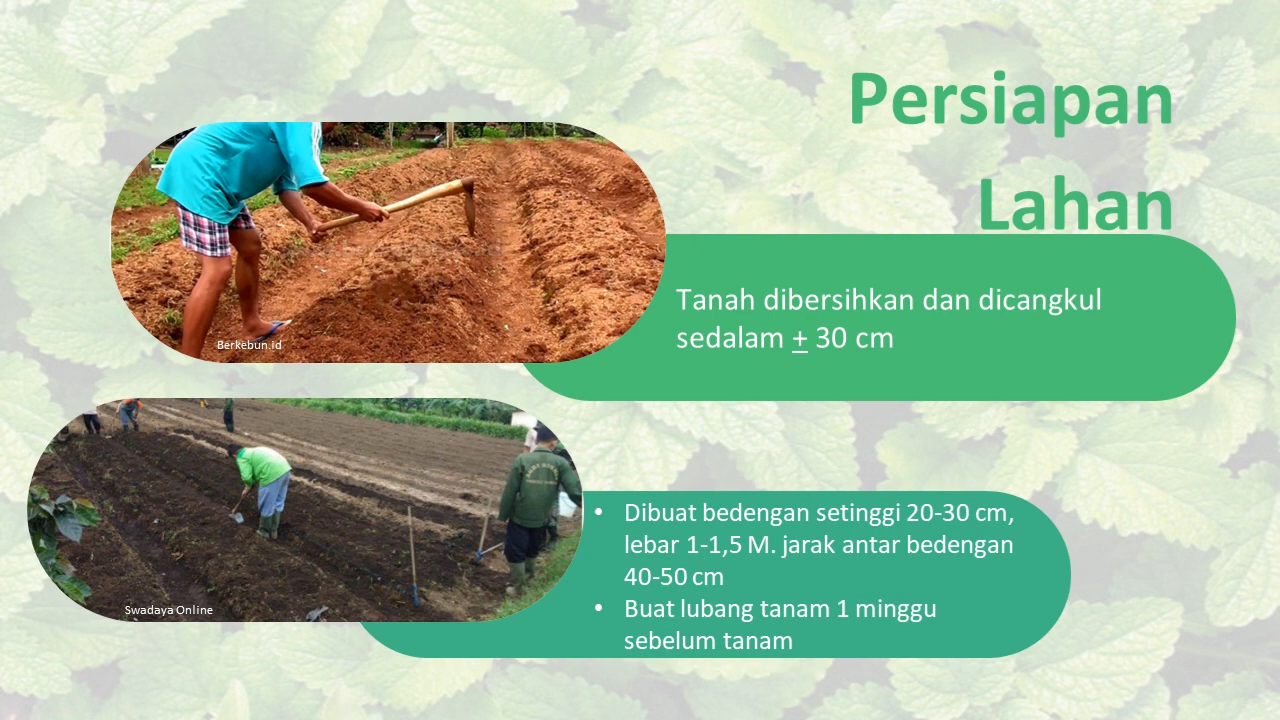 Persiapan
Lahan
Berkebun.id
Tanah dibersihkan dan dicangkul
sedalam ± 30 cm
Swadaya Online
• Dibuat bedengan setinggi 20-30 cm,
lebar 1-1,5 M. jarak antar bedengan
40-50 cm
• Buat lubang tanam 1 minggu
sebelum tanam